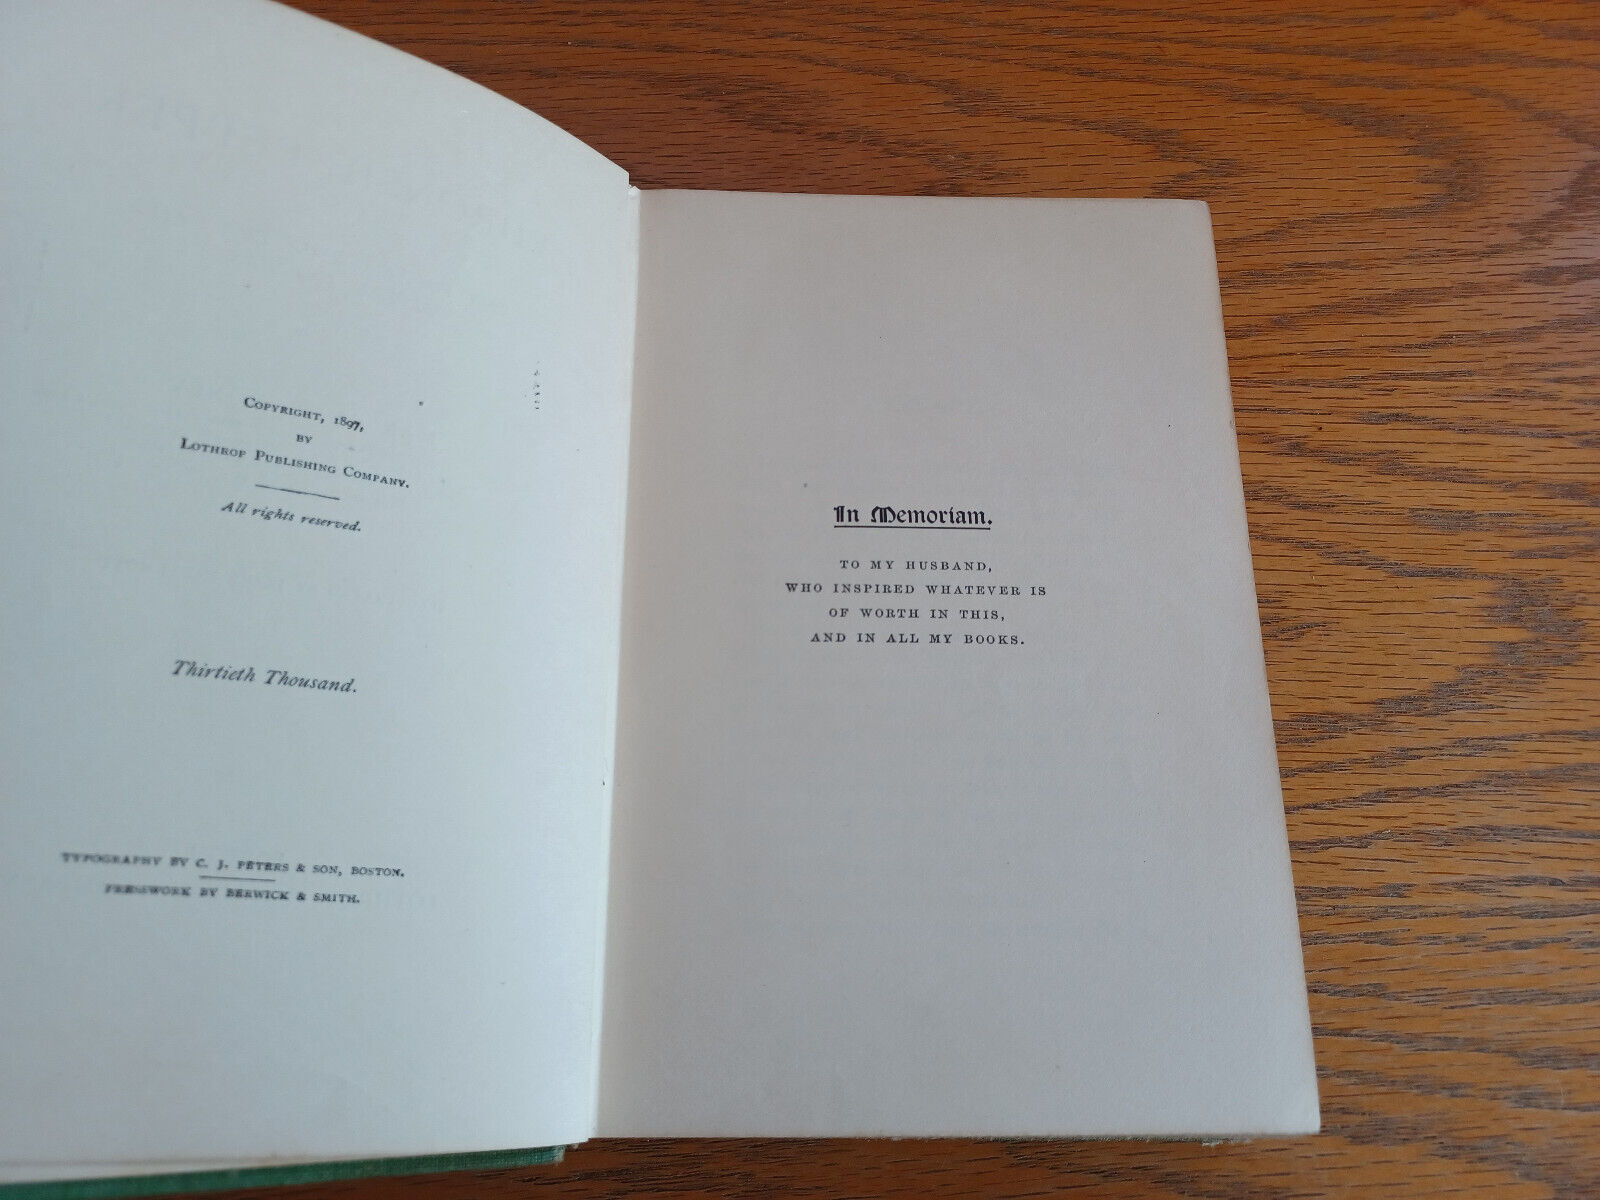 Copyright, 1897,
by
Lothrop Publishing Company.
All rights reserved.
Thirtieth Thousand.
TYPOGRAPHY BY C. J. PETERS & SON, BOSTON.
PRESSWORK BY BERWICK & SMITH.
In Memoriam.
TO MY HUSBAND,
WHO INSPIRED WHATEVER IS
OF WORTH IN THIS,
AND IN ALL MY BOOKS.